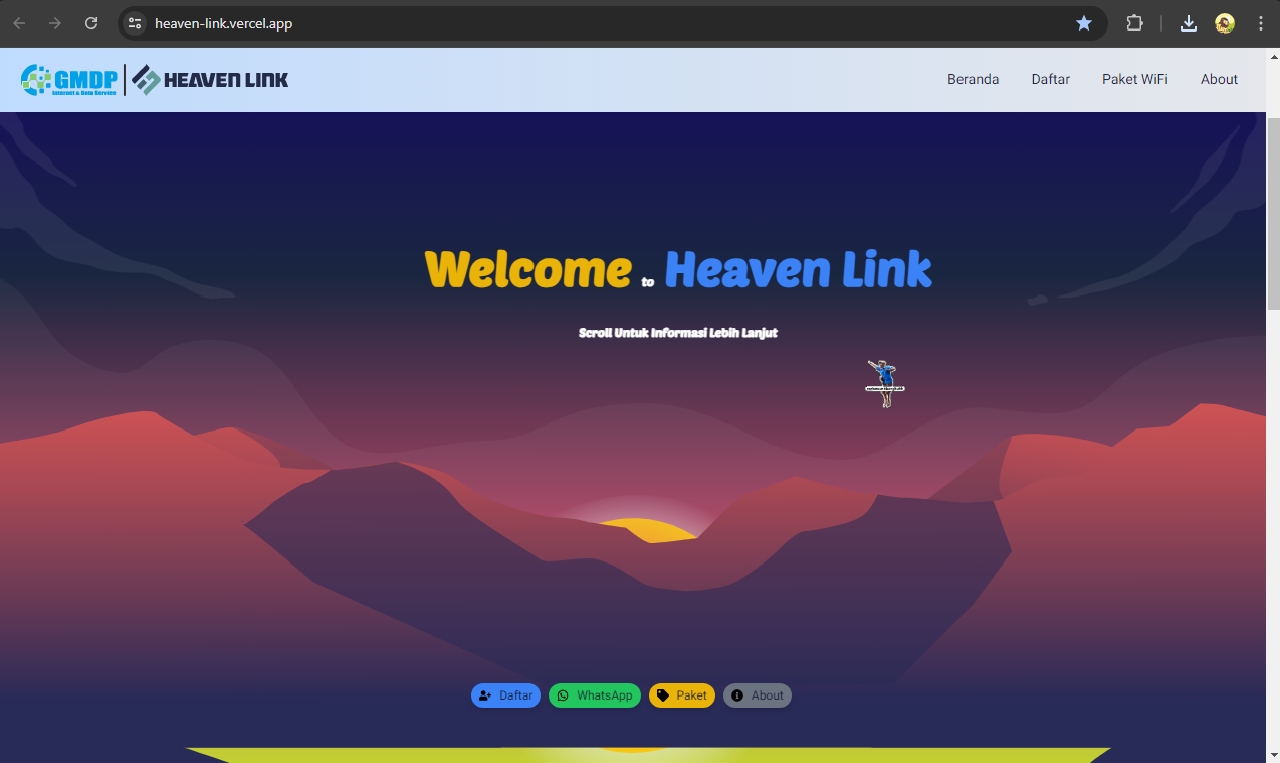 heaven-link.vercel.app
GMDP
Internet & Data Service
HEAVEN LINK
Beranda Daftar Paket WiFi About
Welcome to Heaven Link
Scroll Untuk Informasi Lebih Lanjut
Daftar WhatsApp Paket About